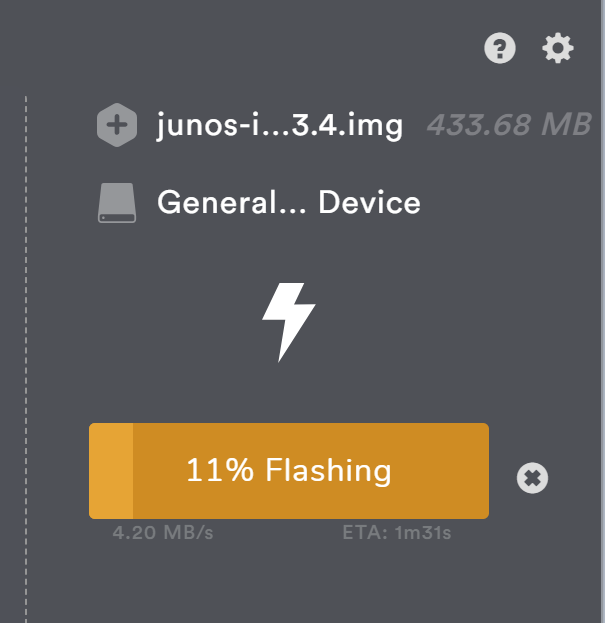 junos-i...3.4.img 433.68 MB
General... Device
11% Flashing
4.20 MB/s ETA: 1m31s